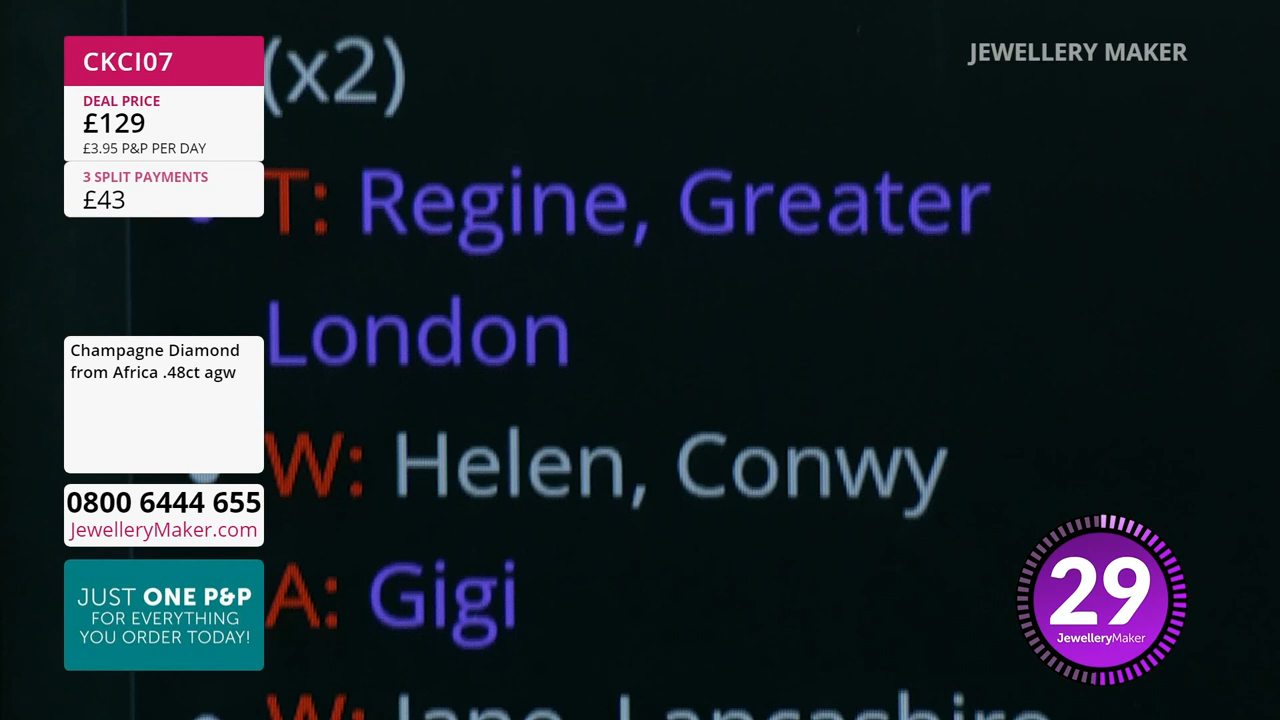 CKCI07
DEAL PRICE
£129
£3.95 P&P PER DAY
3 SPLIT PAYMENTS
£43
Champagne Diamond
from Africa .48ct agw
0800 6444 655
JewelleryMaker.com
JUST ONE P&P
FOR EVERYTHING
YOU ORDER TODAY!
(x2)
T: Regine, Greater
London
W: Helen, Conwy
A: Gigi
W: Jane, Lancashire
JEWELLERY MAKER
29
JewelleryMaker